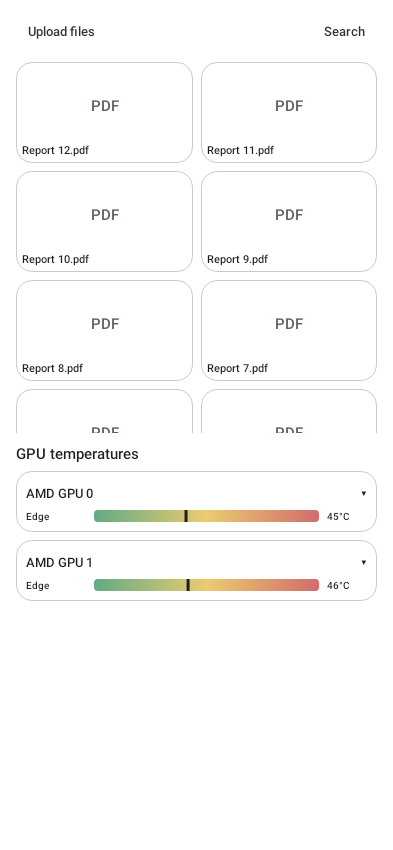 Upload files Search
PDF PDF
Report 12.pdf Report 11.pdf
PDF PDF
Report 10.pdf Report 9.pdf
PDF PDF
Report 8.pdf Report 7.pdf
PDF PDF
GPU temperatures
AMD GPU 0 ▾
Edge 45°C
AMD GPU 1 ▾
Edge 46°C